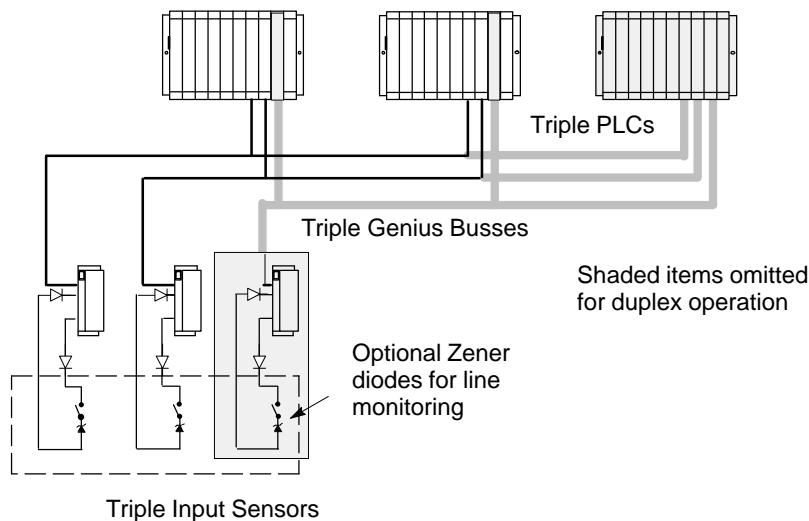 Triple PLCs
Triple Genius Busses
Shaded items omitted
for duplex operation
Optional Zener
diodes for line
monitoring
Triple Input Sensors